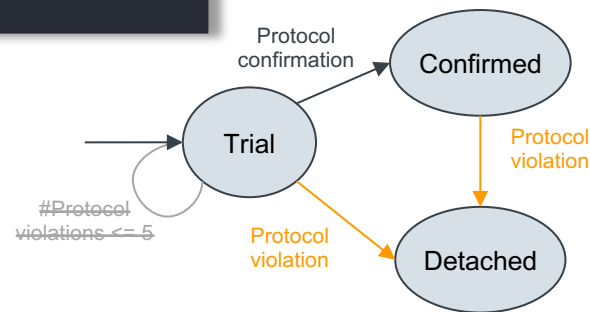 Protocol
confirmation
Confirmed
Trial
Protocol
violation
#Protocol
violations <= 5
Protocol
violation
Detached